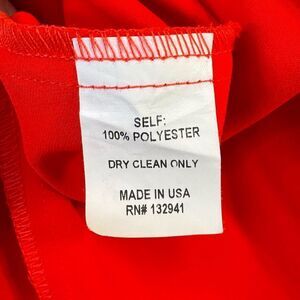 SELF:
100% POLYESTER
DRY CLEAN ONLY
MADE IN USA
RN# 132941